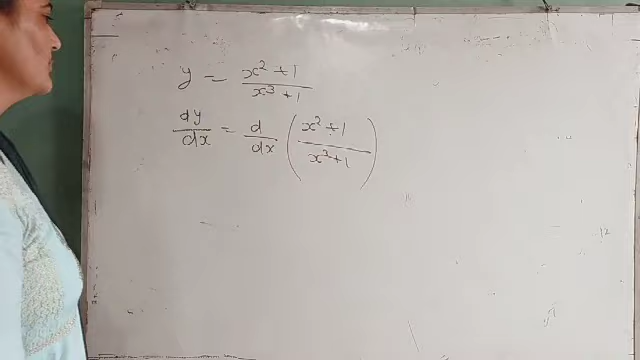 y = x² + 1 / x³ + 1
dy/dx = d/dx (x² + 1 / x³ + 1)